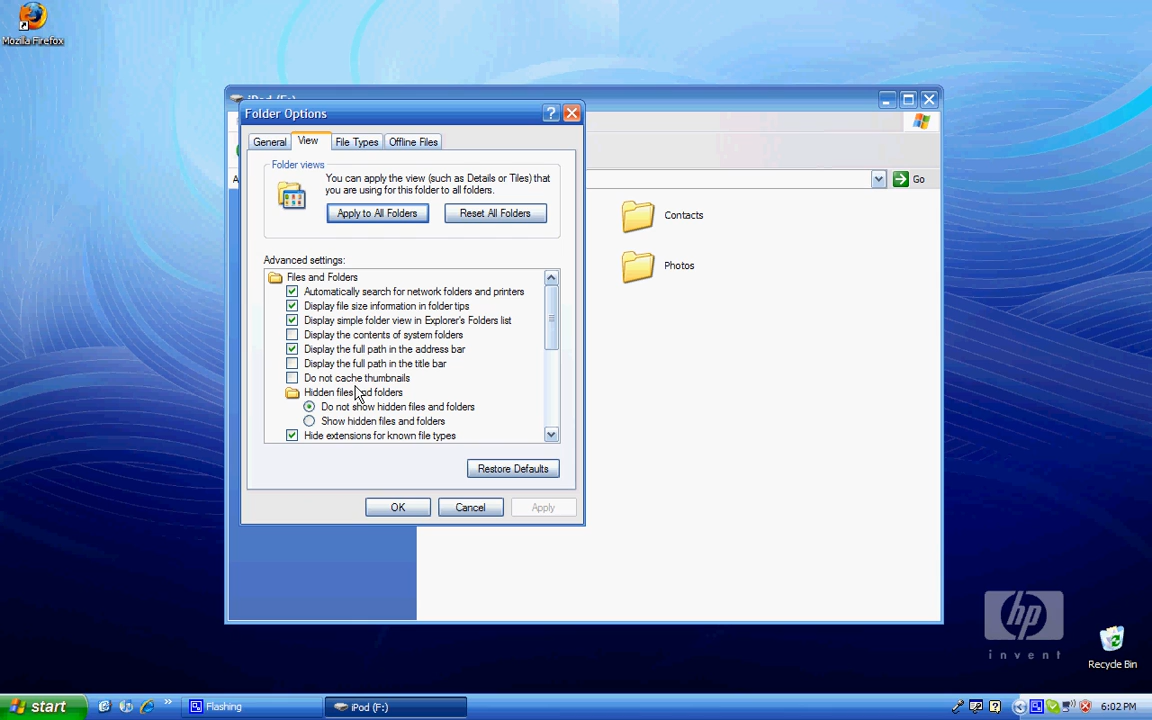 Mozilla Firefox
iPod (F:)
Folder Options
General View File Types Offline Files
Folder views
You can apply the view (such as Details or Tiles) that
you are using for this folder to all folders.
Apply to All Folders Reset All Folders
Advanced settings:
Files and Folders
Automatically search for network folders and printers
Display file size information in folder tips
Display simple folder view in Explorer's Folders list
Display the contents of system folders
Display the full path in the address bar
Display the full path in the title bar
Do not cache thumbnails
Hidden files and folders
Do not show hidden files and folders
Show hidden files and folders
Hide extensions for known file types
Restore Defaults
OK Cancel Apply
Go
Contacts
Photos
hp
invent
Recycle Bin
start
Flashing
iPod (F:)
6:02 PM